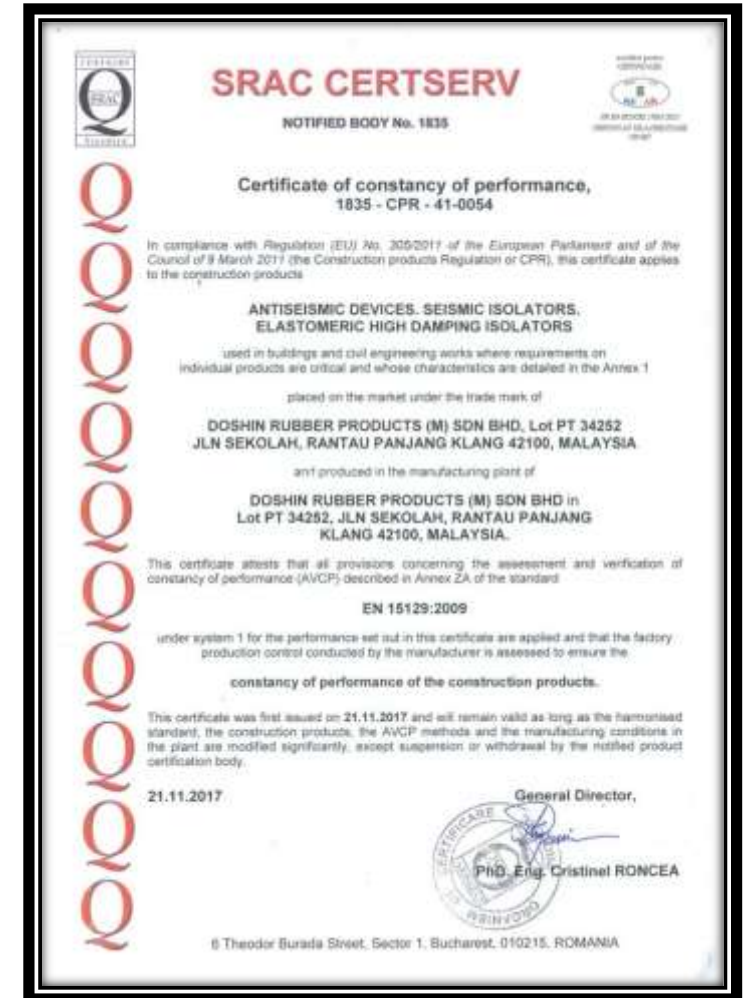 SRAC
SRAC CERTSERV
NOTIFIED BODY No. 1835
Certificate of constancy of performance,
1835 - CPR - 41-0054
In compliance with Regulation (EU) No. 305/2011 of the European Parliament and of the
Council of 9 March 2011 (the Construction products Regulation or CPR), this certificate applies
to the construction products
ANTISEISMIC DEVICES. SEISMIC ISOLATORS.
ELASTOMERIC HIGH DAMPING ISOLATORS
used in buildings and civil engineering works where requirements on
individual products are critical and whose characteristics are detailed in the Annex 1
placed on the market under the trade mark of
DOSHIN RUBBER PRODUCTS (M) SDN BHD, Lot PT 34252
JLN SEKOLAH, RANTAU PANJANG KLANG 42100, MALAYSIA
and produced in the manufacturing plant of
DOSHIN RUBBER PRODUCTS (M) SDN BHD in
Lot PT 34252, JLN SEKOLAH, RANTAU PANJANG
KLANG 42100, MALAYSIA.
This certificate attests that all provisions concerning the assessment and verification of
constancy of performance (AVCP) described in Annex ZA of the standard
EN 15129:2009
under system 1 for the performance set out in this certificate are applied and that the factory
production control conducted by the manufacturer is assessed to ensure the
constancy of performance of the construction products.
This certificate was first issued on 21.11.2017 and will remain valid as long as the harmonised
standard, the construction products, the AVCP methods and the manufacturing conditions in
the plant are modified significantly, except suspension or withdrawal by the notified product
certification body.
21.11.2017
General Director,
PhD. Eng. Cristinel RONCEA
6 Theodor Burada Street, Sector 1, Bucharest, 010215, ROMANIA